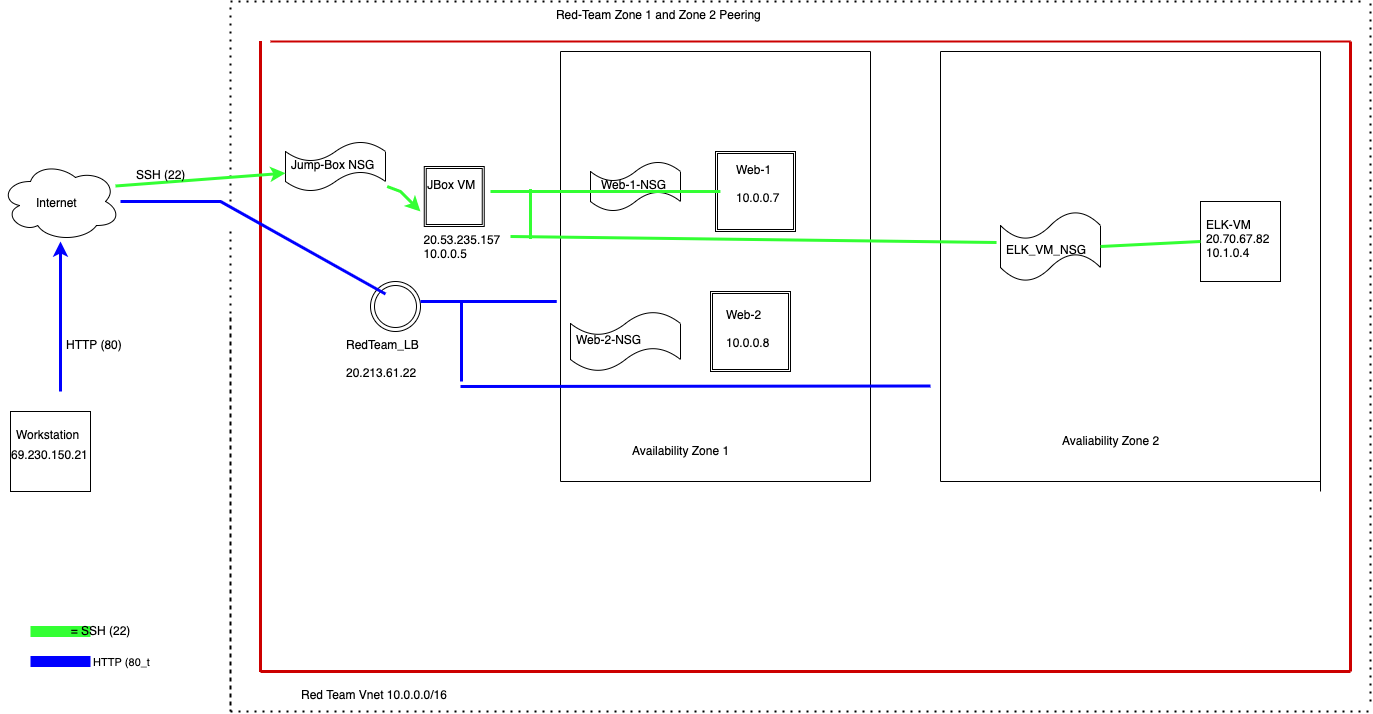 Red-Team Zone 1 and Zone 2 Peering
SSH (22)
Internet
HTTP (80)
Workstation
69.230.150.21
Jump-Box NSG
JBox VM
20.53.235.157
10.0.0.5
RedTeam_LB
20.213.61.22
Web-1-NSG
Web-1
10.0.0.7
Web-2-NSG
Web-2
10.0.0.8
Availability Zone 1
ELK_VM_NSG
ELK-VM
20.70.67.82
10.1.0.4
Avaliability Zone 2
= SSH (22)
HTTP (80_t
Red Team Vnet 10.0.0.0/16